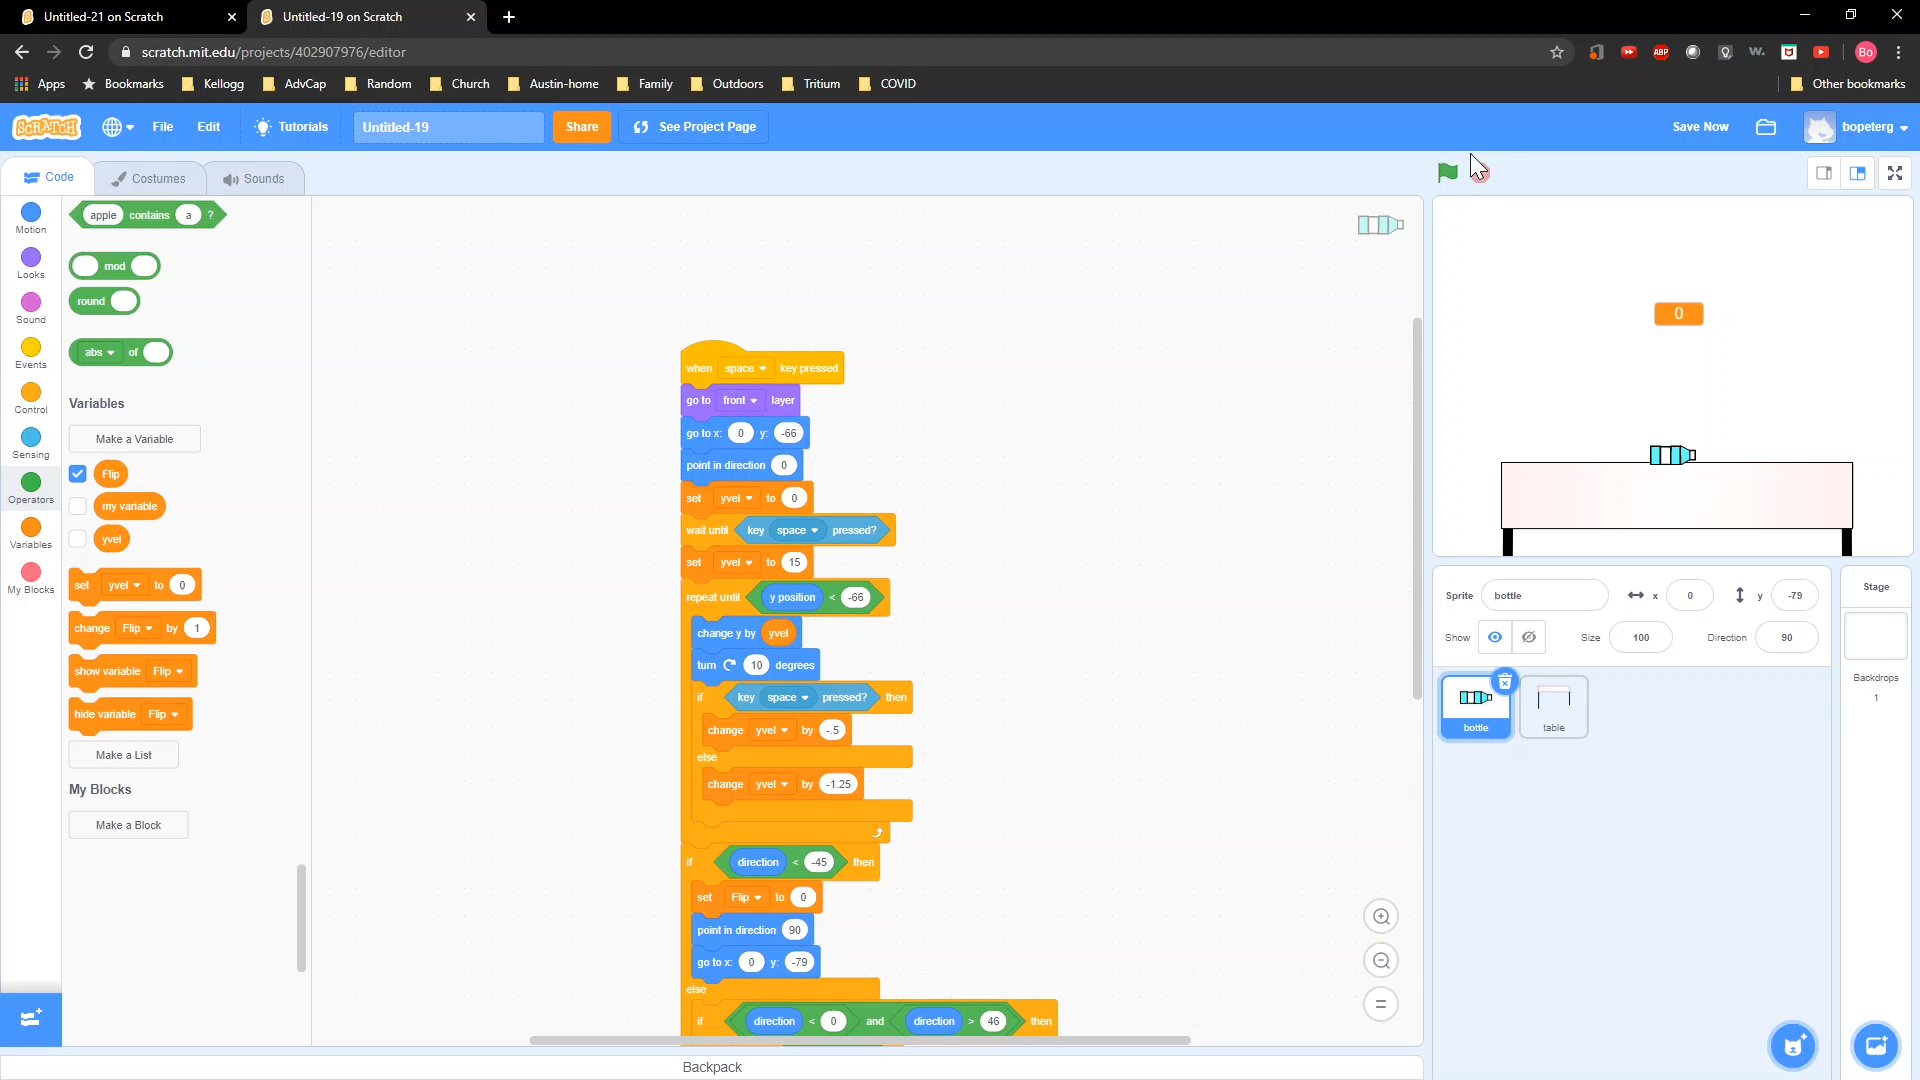 Untitled-21 on Scratch
Untitled-19 on Scratch
scratch.mit.edu/projects/402907976/editor
ABP
w.
Bo
Apps
Bookmarks
Kellogg
AdvCap
Random
Church
Austin-home
Family
Outdoors
Tritium
COVID
Other bookmarks
SCRATCH
File
Edit
Tutorials
Untitled-19
Share
See Project Page
Save Now
bopeterg
Code
Costumes
Sounds
Motion
Looks
Sound
Events
Control
Sensing
Operators
Variables
My Blocks
apple contains a ?
mod
round
abs of
Variables
Make a Variable
Flip
my variable
yvel
set yvel to 0
change Flip by 1
show variable Flip
hide variable Flip
Make a List
My Blocks
Make a Block
when space key pressed
go to front layer
go to x: 0 y: -66
point in direction 0
set yvel to 0
wait until key space pressed?
set yvel to 15
repeat until y position < -66
change y by yvel
turn 10 degrees
if key space pressed? then
change yvel by -.5
else
change yvel by -1.25
if direction < -45 then
set Flip to 0
point in direction 90
go to x: 0 y: -79
else
if direction < 0 and direction > 46 then
Backpack
0
Sprite bottle x 0 y -79
Show Size 100 Direction 90
bottle
table
Stage
Backdrops
1